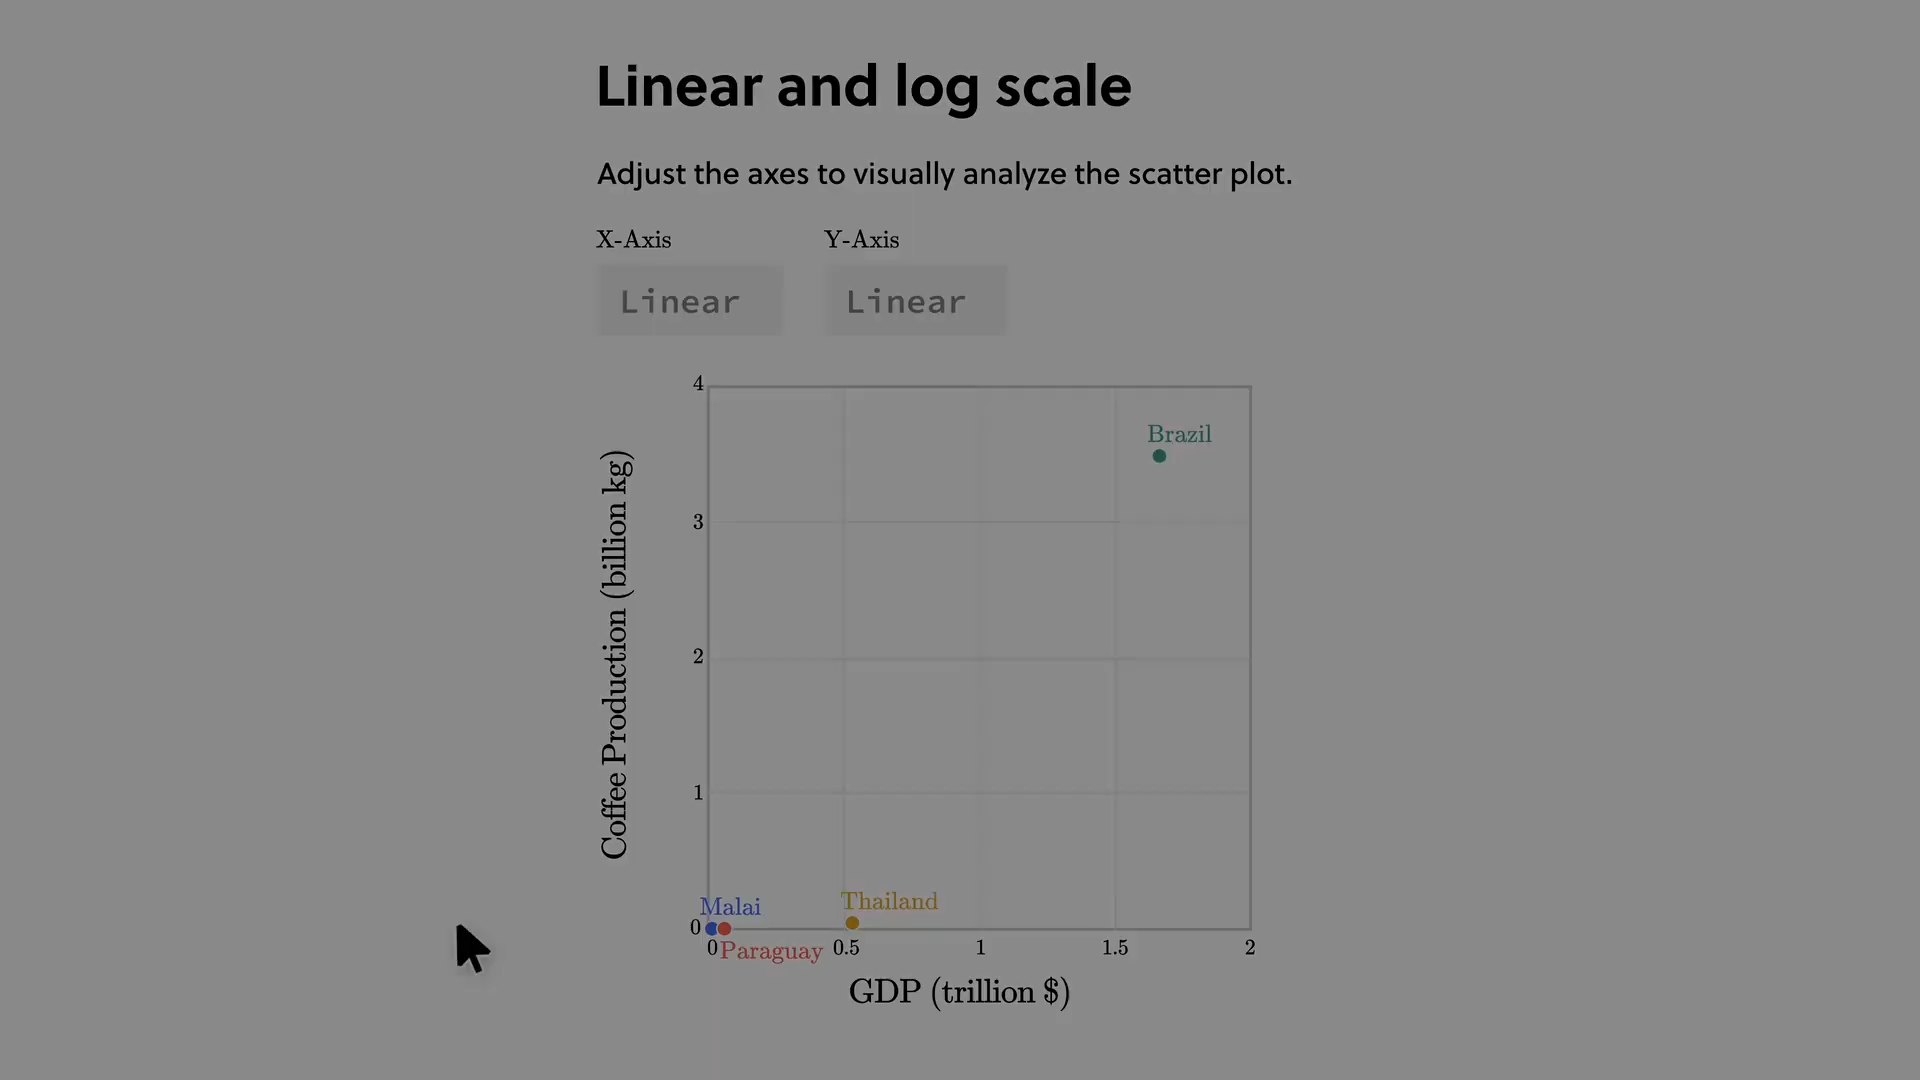 Linear and log scale
Adjust the axes to visually analyze the scatter plot.
X-Axis
Y-Axis
Linear
Linear
4
Brazil
Coffee Production (billion kg)
3
2
1
Malai
Thailand
0
0
Paraguay
0.5
1
1.5
2
GDP (trillion $)